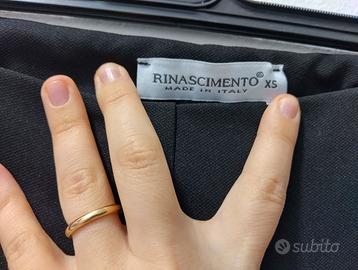 RINASCIMENTO®
MADE IN ITALY
XS
subito